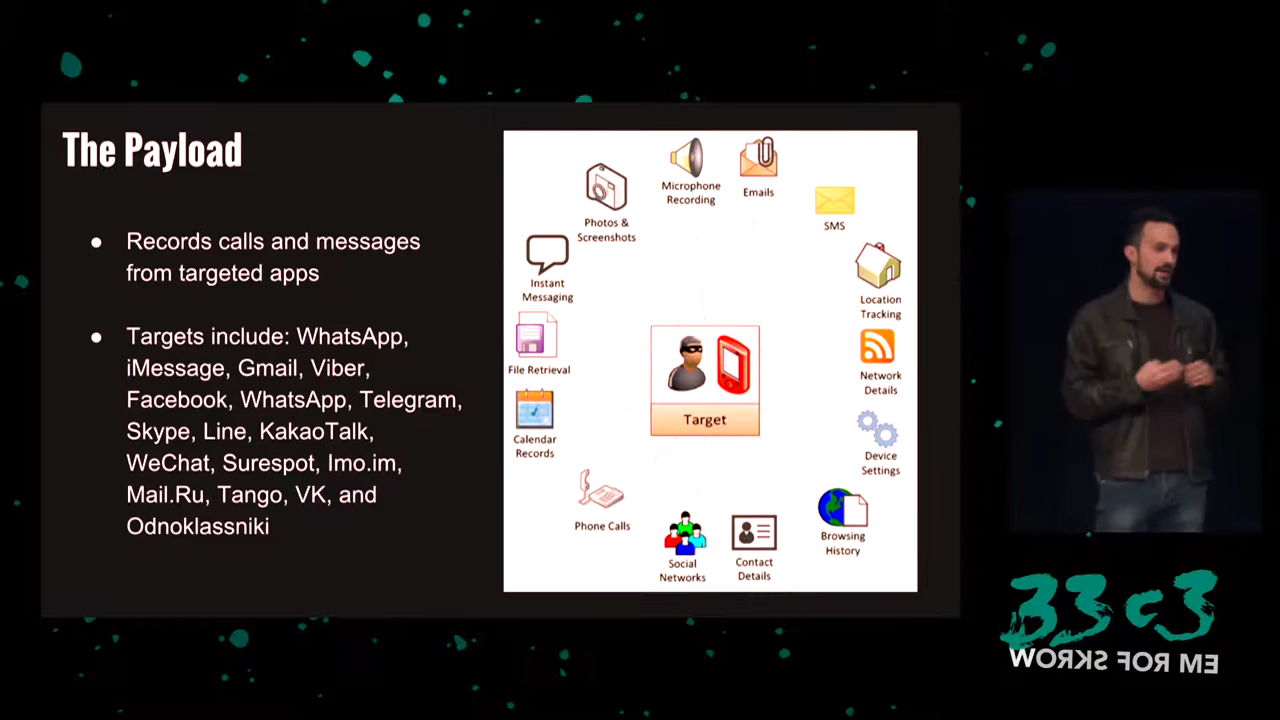 The Payload
● Records calls and messages
from targeted apps
● Targets include: WhatsApp,
iMessage, Gmail, Viber,
Facebook, WhatsApp, Telegram,
Skype, Line, KakaoTalk,
WeChat, Surespot, Imo.im,
Mail.Ru, Tango, VK, and
Odnoklassniki
Microphone
Recording
Emails
Photos &
Screenshots
SMS
Instant
Messaging
Location
Tracking
File Retrieval
Network
Details
Target
Calendar
Records
Device
Settings
Phone Calls
Browsing
History
Social
Networks
Contact
Details
33c3
WORKS FOR ME